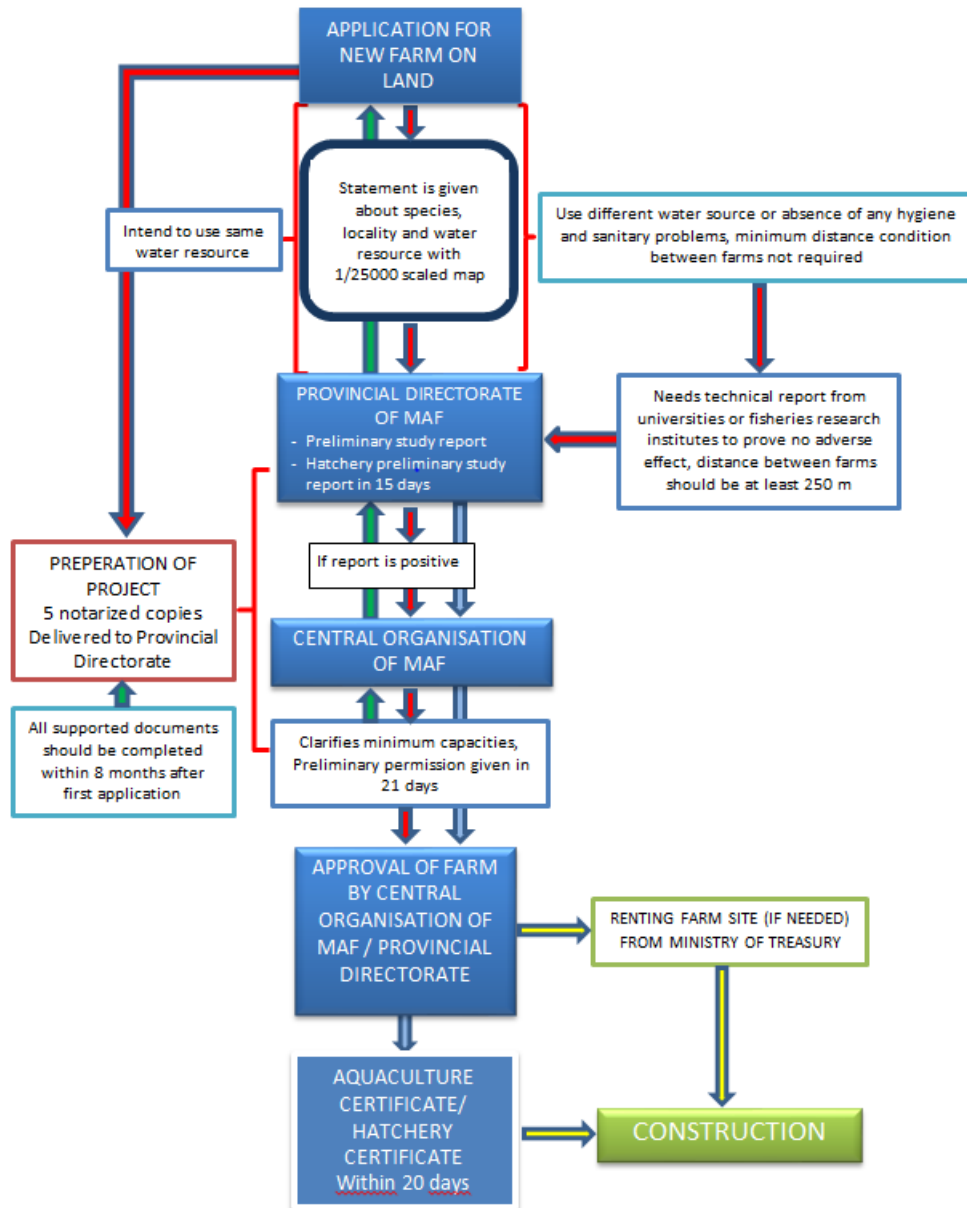 APPLICATION FOR
NEW FARM ON
LAND
Statement is given
about species,
locality and water
resource with
1/25000 scaled map
Intend to use same
water resource
Use different water source or absence of any hygiene
and sanitary problems, minimum distance condition
between farms not required
PROVINCIAL DIRECTORATE
OF MAF
- Preliminary study report
- Hatchery preliminary study
report in 15 days
Needs technical report from
universities or fisheries research
institutes to prove no adverse
effect, distance between farms
should be at least 250 m
If report is positive
PREPERATION OF
PROJECT
5 notarized copies
Delivered to Provincial
Directorate
CENTRAL ORGANISATION
OF MAF
All supported documents
should be completed
within 8 months after
first application
Clarifies minimum capacities,
Preliminary permission given in
21 days
APPROVAL OF FARM
BY CENTRAL
ORGANISATION OF
MAF / PROVINCIAL
DIRECTORATE
RENTING FARM SITE (IF NEEDED)
FROM MINISTRY OF TREASURY
AQUACULTURE
CERTIFICATE/
HATCHERY
CERTIFICATE
Within 20 days
CONSTRUCTION